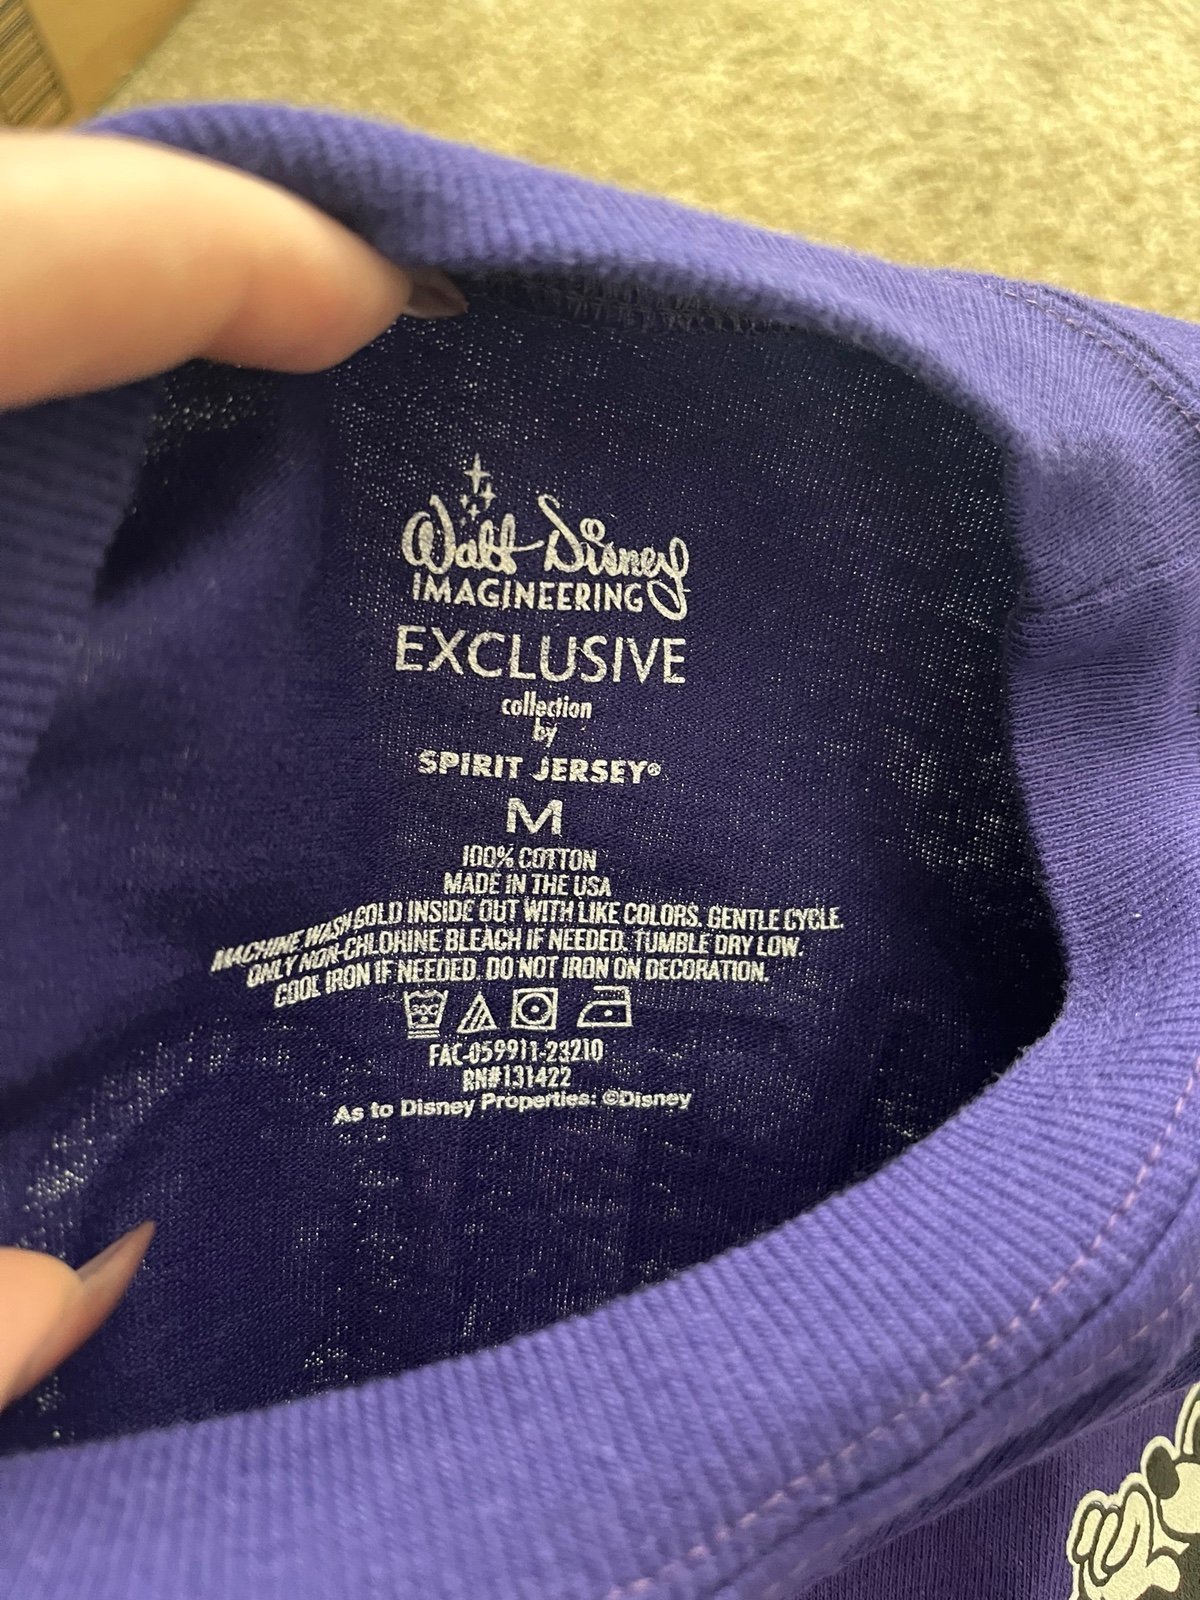 Walt Disney
IMAGINEERING
EXCLUSIVE
collection
by
SPIRIT JERSEY®
M
100% COTTON
MADE IN THE USA
MACHINE WASH COLD INSIDE OUT WITH LIKE COLORS. GENTLE CYCLE.
ONLY NON-CHLORINE BLEACH IF NEEDED. TUMBLE DRY LOW.
COOL IRON IF NEEDED. DO NOT IRON ON DECORATION.
30C
FAC-059911-23210
RN#131422
As to Disney Properties: ©Disney